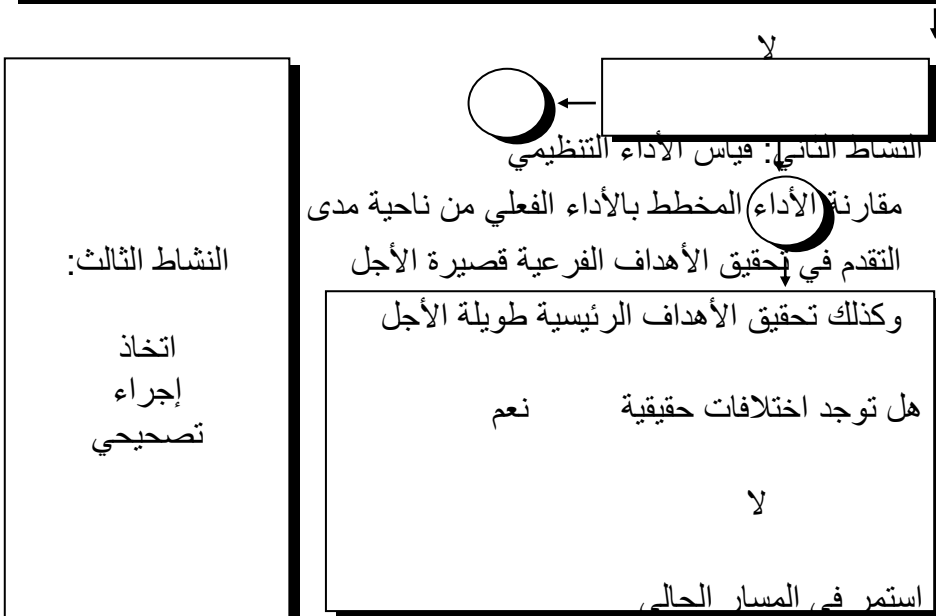 لا
النشاط الثاني: قياس الأداء التنظيمي
مقارنة الأداء المخطط بالأداء الفعلي من ناحية مدى
التقدم في تحقيق الأهداف الفرعية قصيرة الأجل
وكذلك تحقيق الأهداف الرئيسية طويلة الأجل
هل توجد اختلافات حقيقية نعم
لا
استمر في المسار الحالي
النشاط الثالث:
اتخاذ
إجراء
تصحيحي